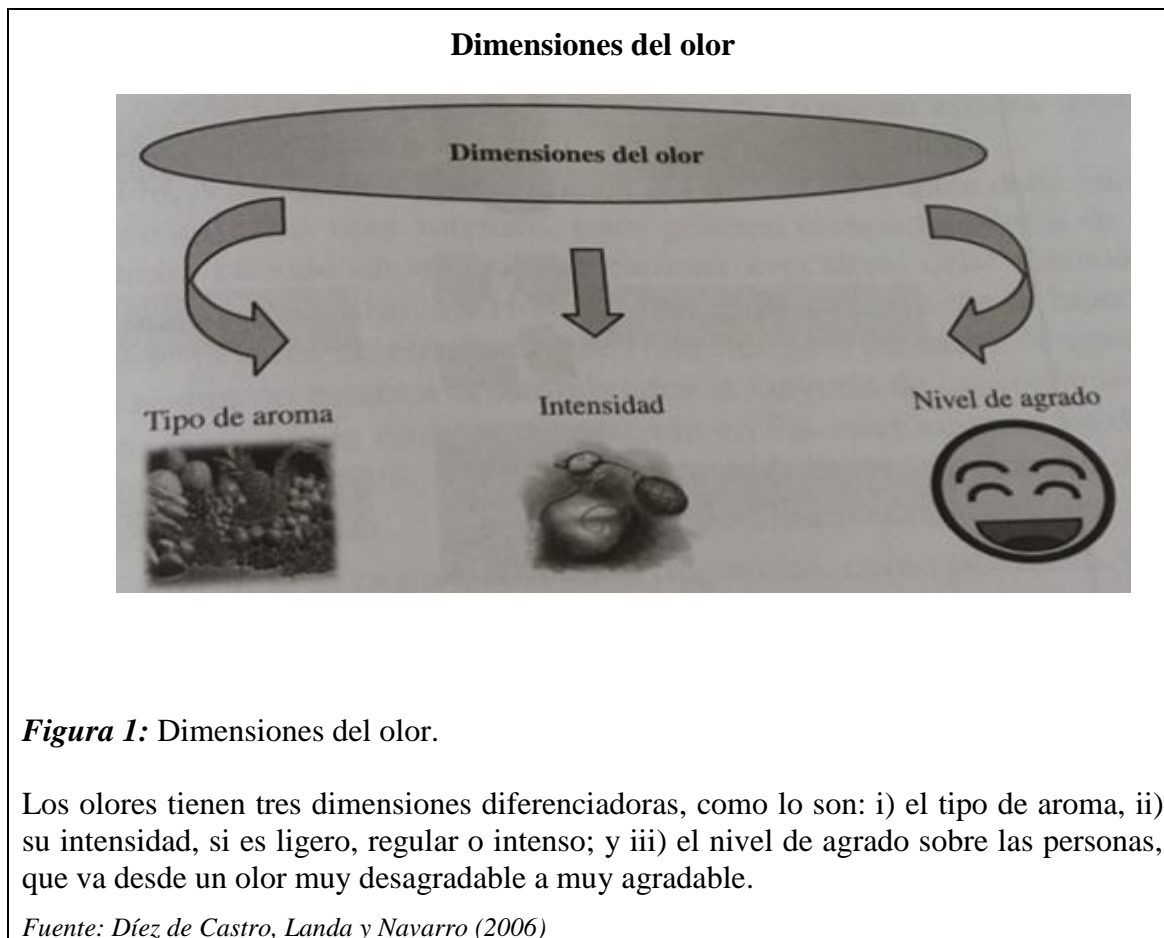 Dimensiones del olor
Dimensiones del olor
Tipo de aroma
Intensidad
Nivel de agrado
Figura 1: Dimensiones del olor.
Los olores tienen tres dimensiones diferenciadoras, como lo son: i) el tipo de aroma, ii)
su intensidad, si es ligero, regular o intenso; y iii) el nivel de agrado sobre las personas,
que va desde un olor muy desagradable a muy agradable.
Fuente: Díez de Castro, Landa y Navarro (2006)